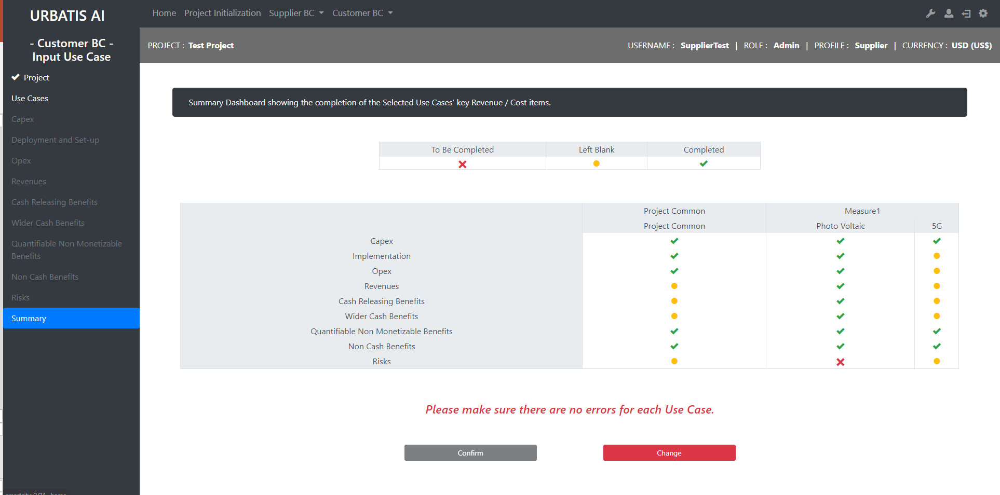 URBATIS AI
Home Project Initialization Supplier BC Customer BC
- Customer BC -
Input Use Case
PROJECT : Test Project
USERNAME : SupplierTest | ROLE : Admin | PROFILE : Supplier | CURRENCY : USD (US$)
Project
Use Cases
Capex
Deployment and Set-up
Opex
Revenues
Cash Releasing Benefits
Wider Cash Benefits
Quantifiable Non Monetizable
Benefits
Non Cash Benefits
Risks
Summary
Summary Dashboard showing the completion of the Selected Use Cases' key Revenue / Cost items.
To Be Completed Left Blank Completed
Project Common Measure1
Project Common Photo Voltaic 5G
Capex
Implementation
Opex
Revenues
Cash Releasing Benefits
Wider Cash Benefits
Quantifiable Non Monetizable Benefits
Non Cash Benefits
Risks
Please make sure there are no errors for each Use Case.
Confirm Change